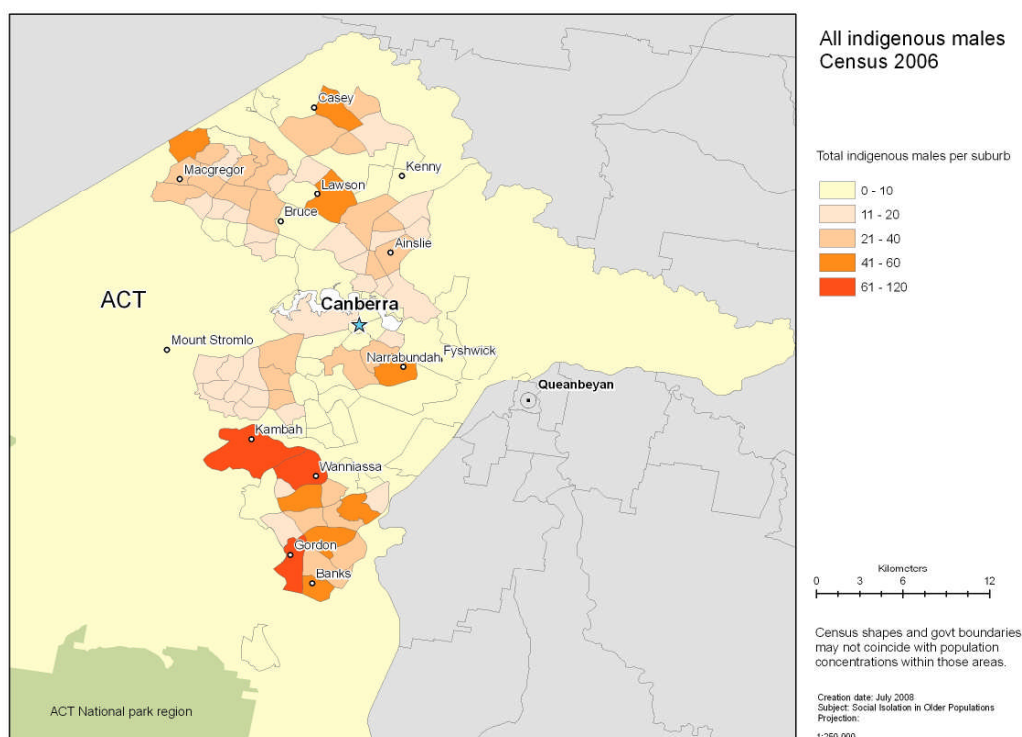 All indigenous males
Census 2006
Total indigenous males per suburb
0 - 10
11 - 20
21 - 40
41 - 60
61 - 120
Casey
Macgregor
Kenny
Lawson
Bruce
Ainslie
ACT
Canberra
Mount Stromlo
Fyshwick
Narrabundah
Queanbeyan
Kambah
Wanniassa
Gordon
Banks
ACT National park region
Kilometers
0 3 6 12
Census shapes and govt boundaries
may not coincide with population
concentrations within those areas.
Creation date: July 2008
Subject: Social Isolation in Older Populations
Projection:
1:250,000